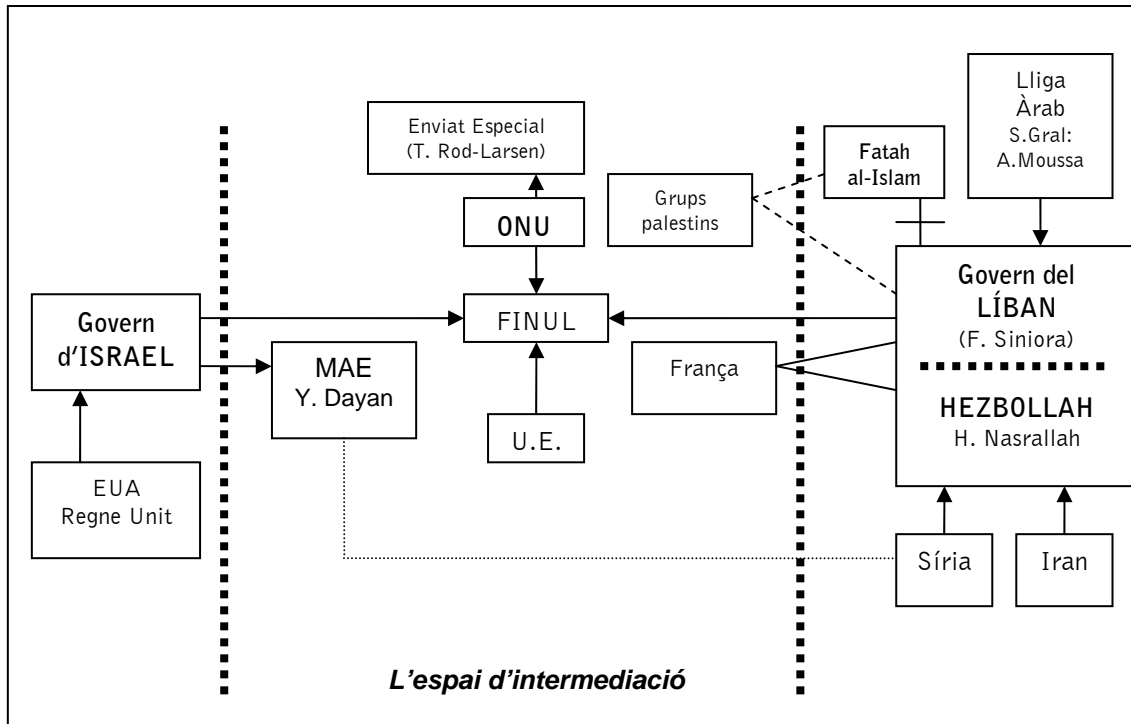 Lliga
Àrab
S.Gral:
A.Moussa
Enviat Especial
(T. Rod-Larsen)
Fatah
al-Islam
Grups
palestins
ONU
Govern
d'ISRAEL
FINUL
Govern del
LÍBAN
(F. Siniora)
MAE
Y. Dayan
França
HEZBOLLAH
H. Nasrallah
U.E.
EUA
Regne Unit
Síria
Iran
L'espai d'intermediació